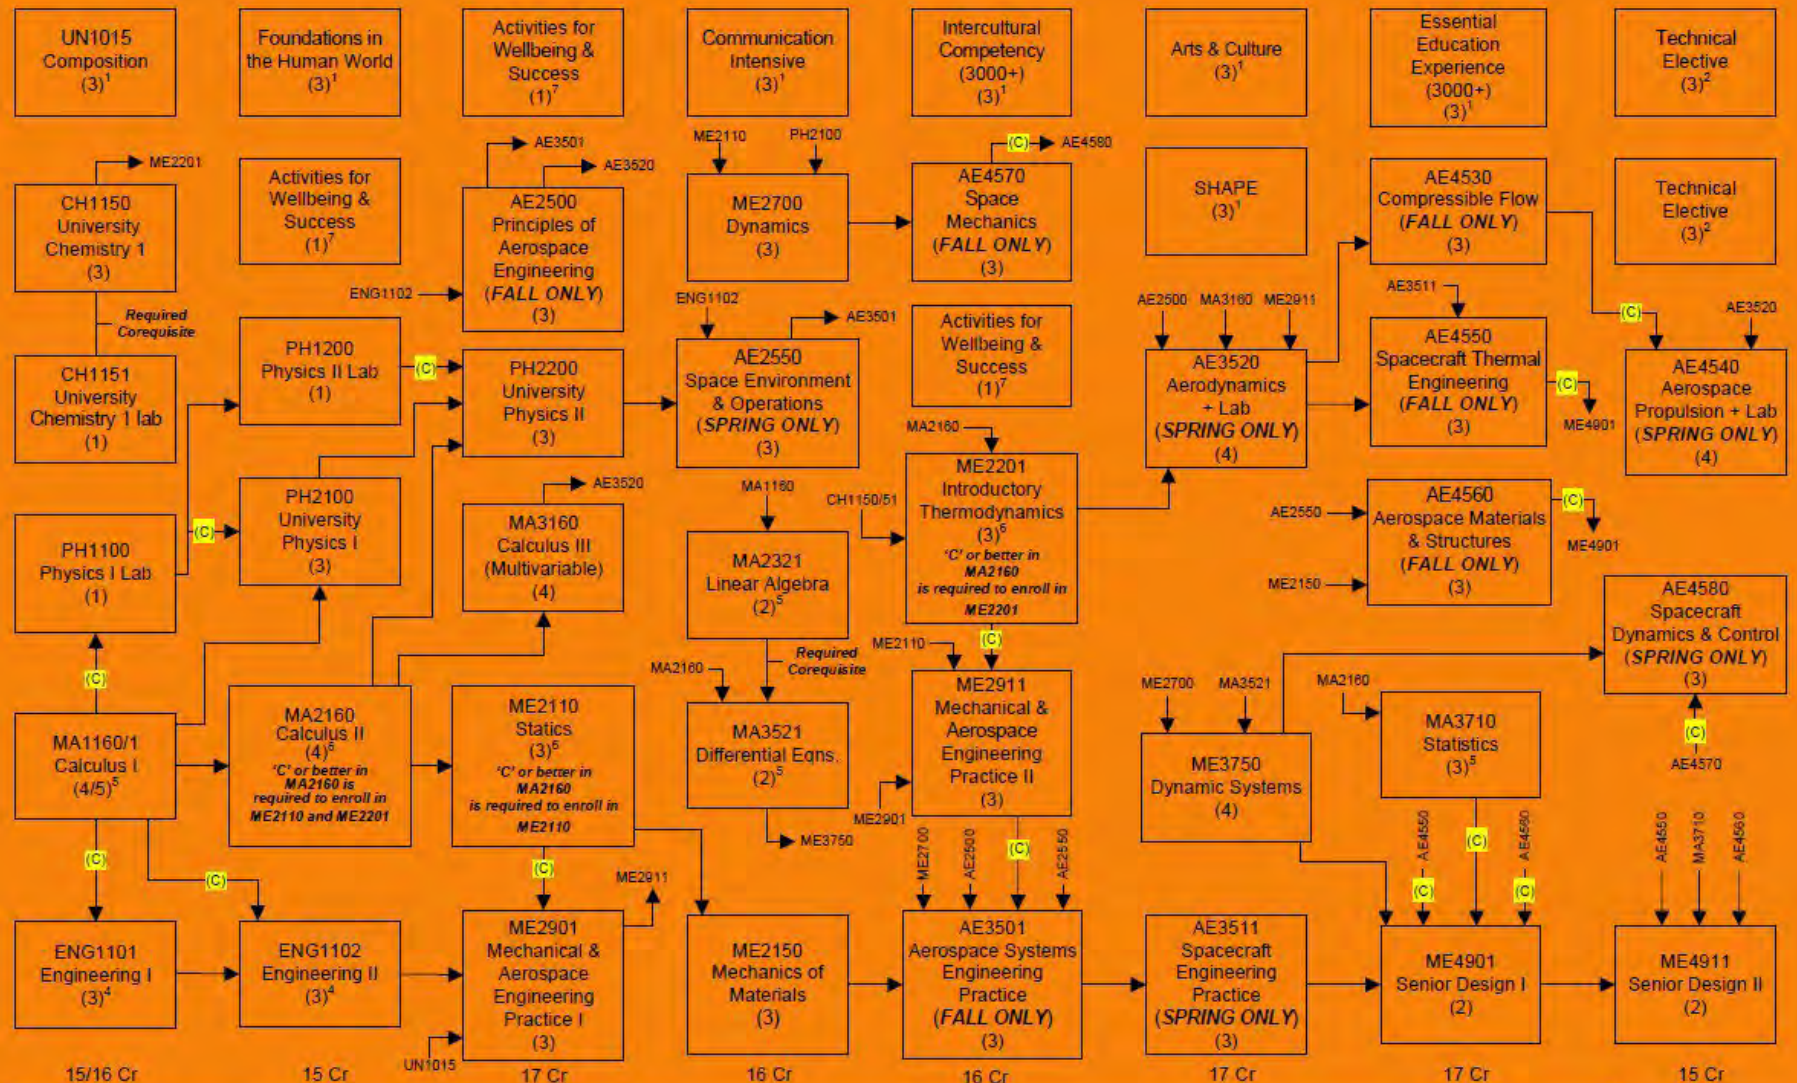 UN1015
Composition
(3)¹
Foundations in
the Human World
(3)¹
Activities for
Wellbeing &
Success
(1)⁷
Communication
Intensive
(3)¹
Intercultural
Competency
(3000+)
(3)¹
Arts & Culture
(3)¹
Essential
Education
Experience
(3000+)
(3)¹
Technical
Elective
(3)²
ME2201
CH1150
University
Chemistry 1
(3)
Required
Corequisite
CH1151
University
Chemistry 1 lab
(1)
PH1100
Physics I Lab
(1)
(C)
(C)
MA1160/1
Calculus I
(4/5)⁵
(C)
(C)
ENG1101
Engineering I
(3)⁴
15/16 Cr
Activities for
Wellbeing &
Success
(1)⁷
PH1200
Physics II Lab
(1)
(C)
PH2100
University
Physics I
(3)
MA2160
Calculus II
(4)⁶
'C' or better in
MA2160 is
required to enroll in
ME2110 and ME2201
ENG1102
Engineering II
(3)⁴
15 Cr
AE3501
AE3520
AE2500
Principles of
Aerospace
Engineering
(FALL ONLY)
(3)
ENG1102
PH2200
University
Physics II
(3)
AE3520
MA3160
Calculus III
(Multivariable)
(4)
ME2110
Statics
(3)⁶
'C' or better in
MA2160
is required to enroll in
ME2110
(C)
ME2911
ME2901
Mechanical &
Aerospace
Engineering
Practice I
(3)
UN1015
17 Cr
ME2110
PH2100
ME2700
Dynamics
(3)
ENG1102
AE3501
AE2550
Space Environment
& Operations
(SPRING ONLY)
(3)
MA1160
MA2321
Linear Algebra
(2)⁵
Required
Corequisite
MA2160
MA3521
Differential Eqns.
(2)⁵
ME3750
ME2150
Mechanics of
Materials
(3)
16 Cr
(C)
AE4580
AE4570
Space
Mechanics
(FALL ONLY)
(3)
Activities for
Wellbeing &
Success
(1)⁷
MA2160
CH1150/51
ME2201
Introductory
Thermodynamics
(3)⁶
'C' or better in
MA2160
is required to enroll in
ME2201
(C)
ME2110
ME2911
Mechanical &
Aerospace
Engineering
Practice II
(3)
ME2901
ME2700
AE2500
(C)
AE2550
AE3501
Aerospace Systems
Engineering
Practice
(FALL ONLY)
(3)
16 Cr
SHAPE
(3)¹
AE2500
MA3160
ME2911
AE3520
Aerodynamics
+ Lab
(SPRING ONLY)
(4)
ME2700
MA3521
ME3750
Dynamic Systems
(4)
AE3511
Spacecraft
Engineering
Practice
(SPRING ONLY)
(3)
17 Cr
AE4530
Compressible Flow
(FALL ONLY)
(3)
AE3511
AE4550
Spacecraft Thermal
Engineering
(FALL ONLY)
(3)
(C)
ME4901
AE2550
ME2150
AE4560
Aerospace Materials
& Structures
(FALL ONLY)
(3)
(C)
ME4901
MA2160
MA3710
Statistics
(3)⁵
AE4550
(C)
(C)
AE4560
(C)
ME4901
Senior Design I
(2)
17 Cr
Technical
Elective
(3)²
(C)
AE3520
AE4540
Aerospace
Propulsion + Lab
(SPRING ONLY)
(4)
AE4580
Spacecraft
Dynamics & Control
(SPRING ONLY)
(3)
(C)
AE4570
AE4550
MA3710
AE4560
ME4911
Senior Design II
(2)
15 Cr